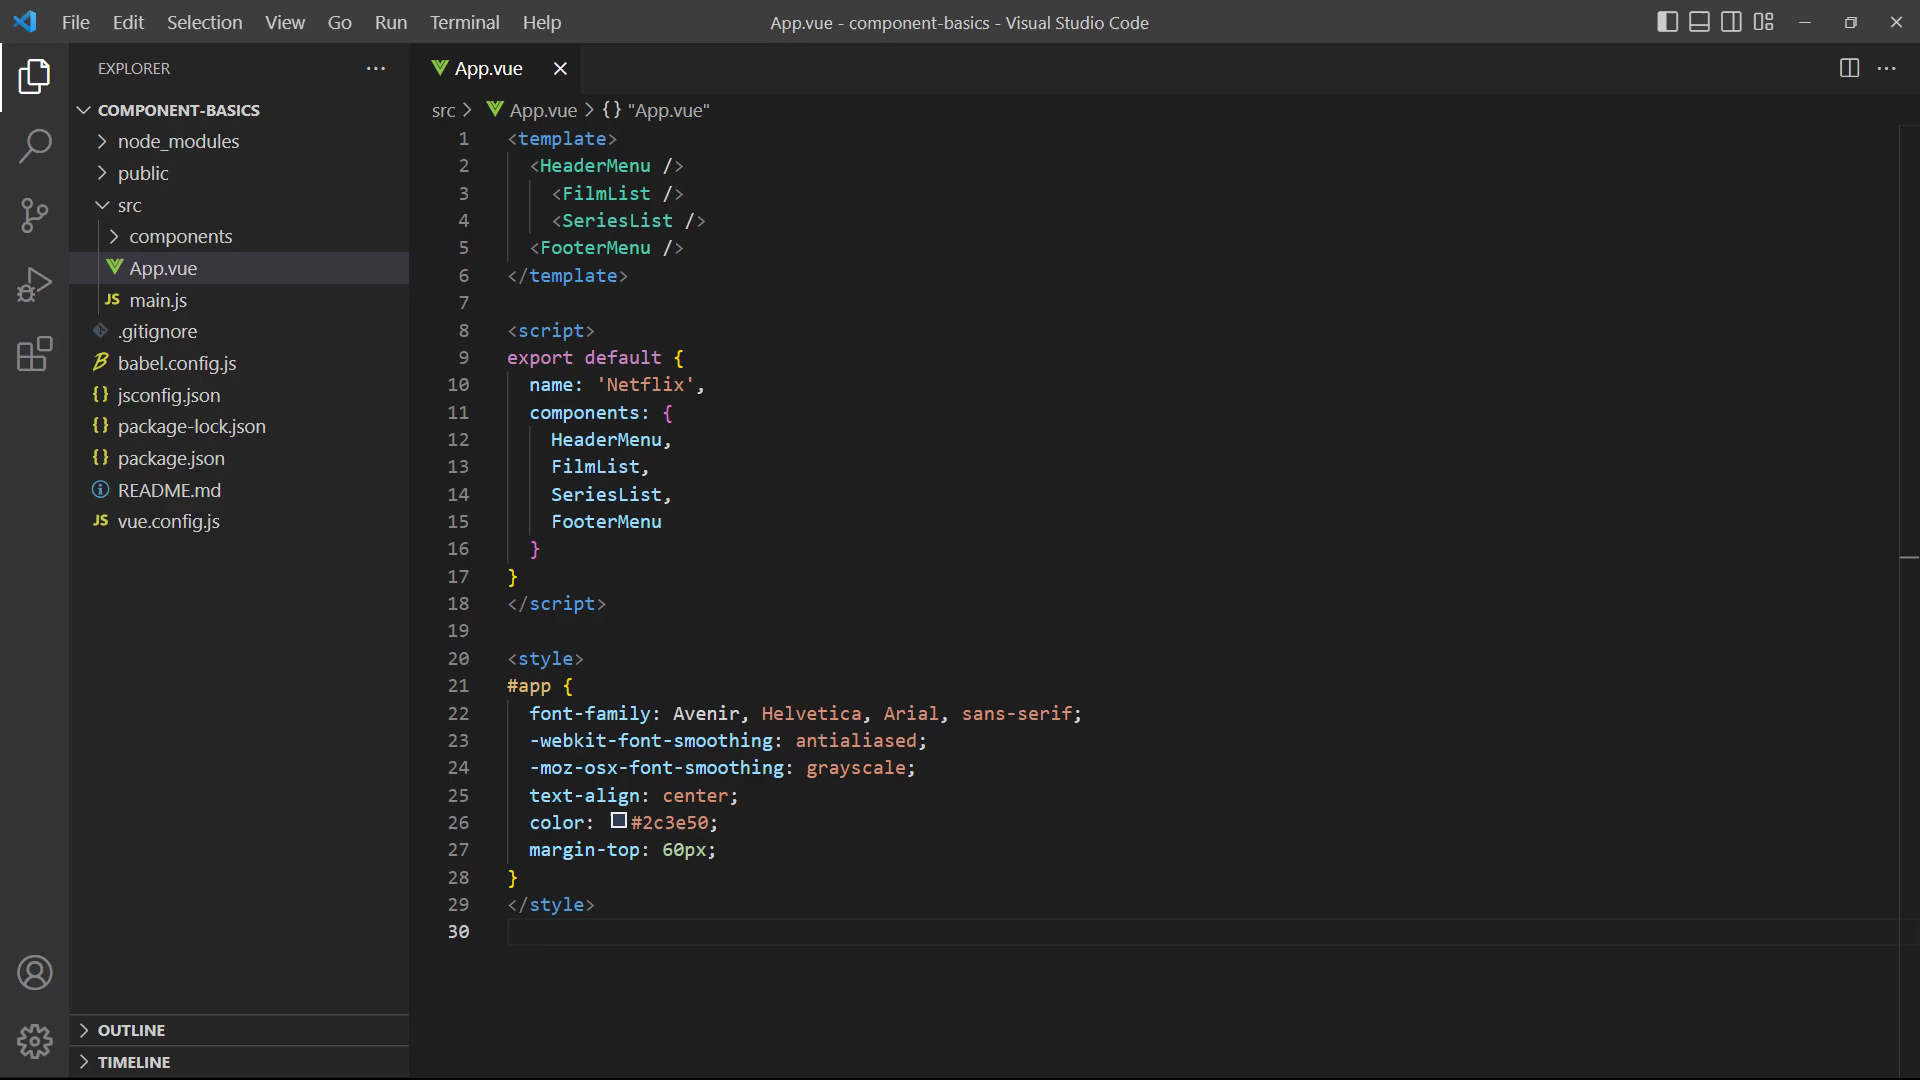 File Edit Selection View Go Run Terminal Help
App.vue - component-basics - Visual Studio Code
EXPLORER
COMPONENT-BASICS
node_modules
public
src
components
App.vue
JS main.js
.gitignore
babel.config.js
{} jsconfig.json
{} package-lock.json
{} package.json
README.md
JS vue.config.js
OUTLINE
TIMELINE
App.vue
src > App.vue > {} "App.vue"
1 <template>
2 <HeaderMenu />
3 <FilmList />
4 <SeriesList />
5 <FooterMenu />
6 </template>
7
8 <script>
9 export default {
10 name: 'Netflix',
11 components: {
12 HeaderMenu,
13 FilmList,
14 SeriesList,
15 FooterMenu
16 }
17 }
18 </script>
19
20 <style>
21 #app {
22 font-family: Avenir, Helvetica, Arial, sans-serif;
23 -webkit-font-smoothing: antialiased;
24 -moz-osx-font-smoothing: grayscale;
25 text-align: center;
26 color: #2c3e50;
27 margin-top: 60px;
28 }
29 </style>
30